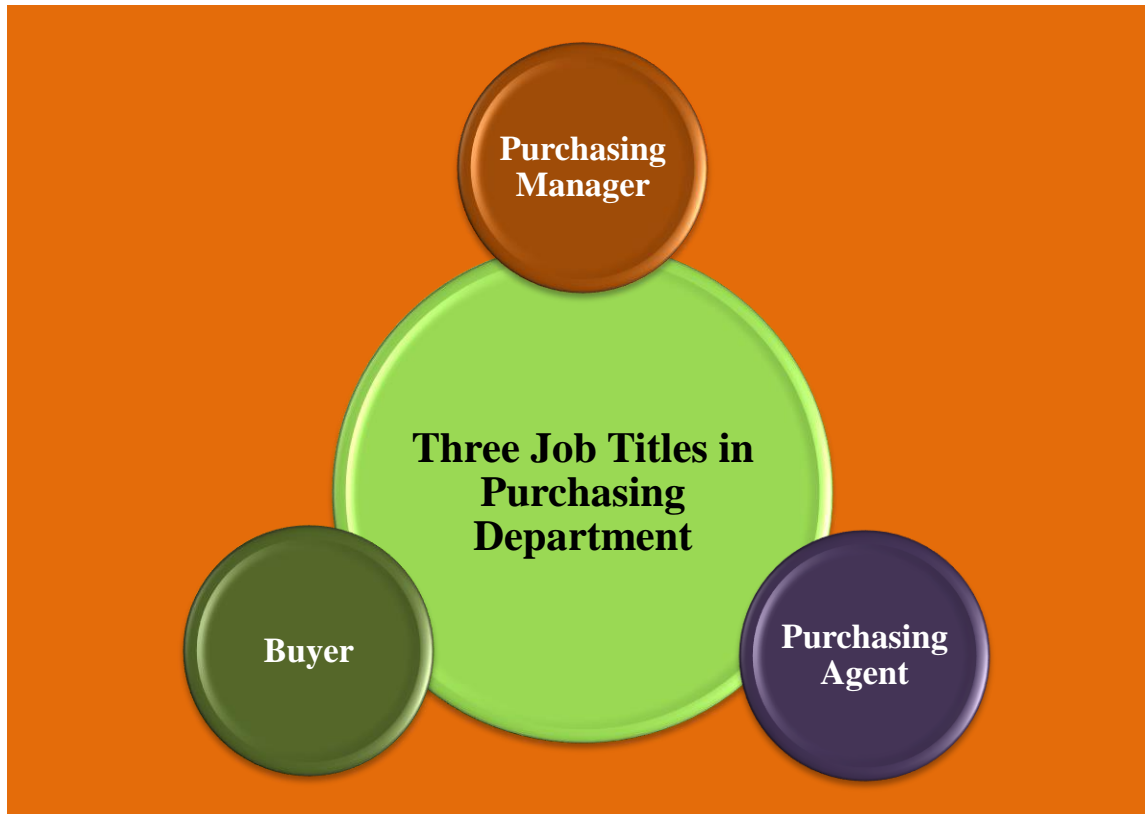 Purchasing
Manager
Three Job Titles in
Purchasing
Department
Buyer
Purchasing
Agent